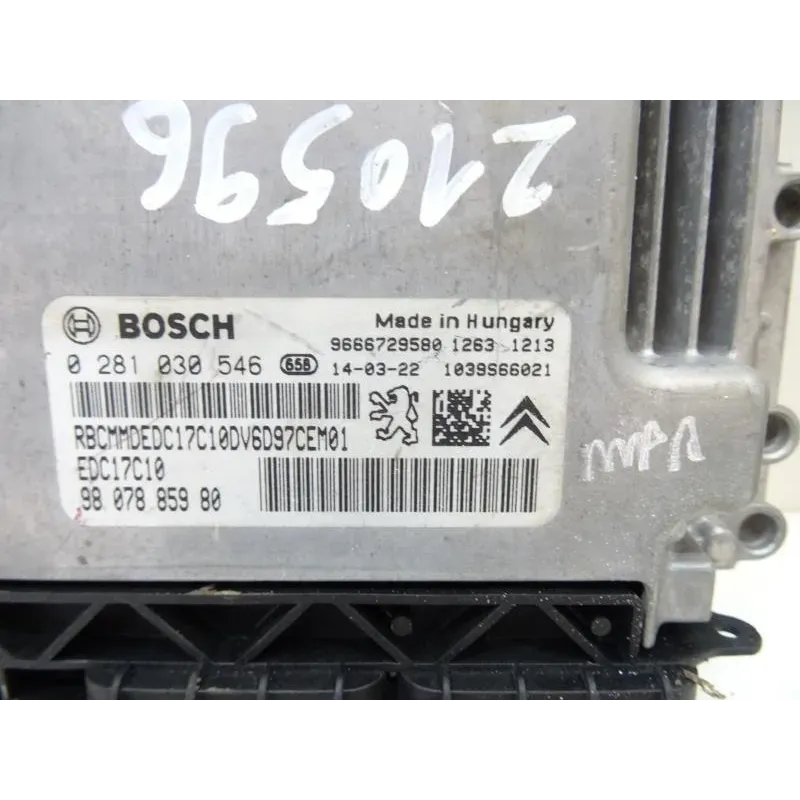 210596
BOSCH
Made in Hungary
9666729580 1263 1213
0 281 030 546 658 14-03-22 1039S66021
RBCMMDEDC17C10DV6D97CEM01
EDC17C10
98 078 859 80